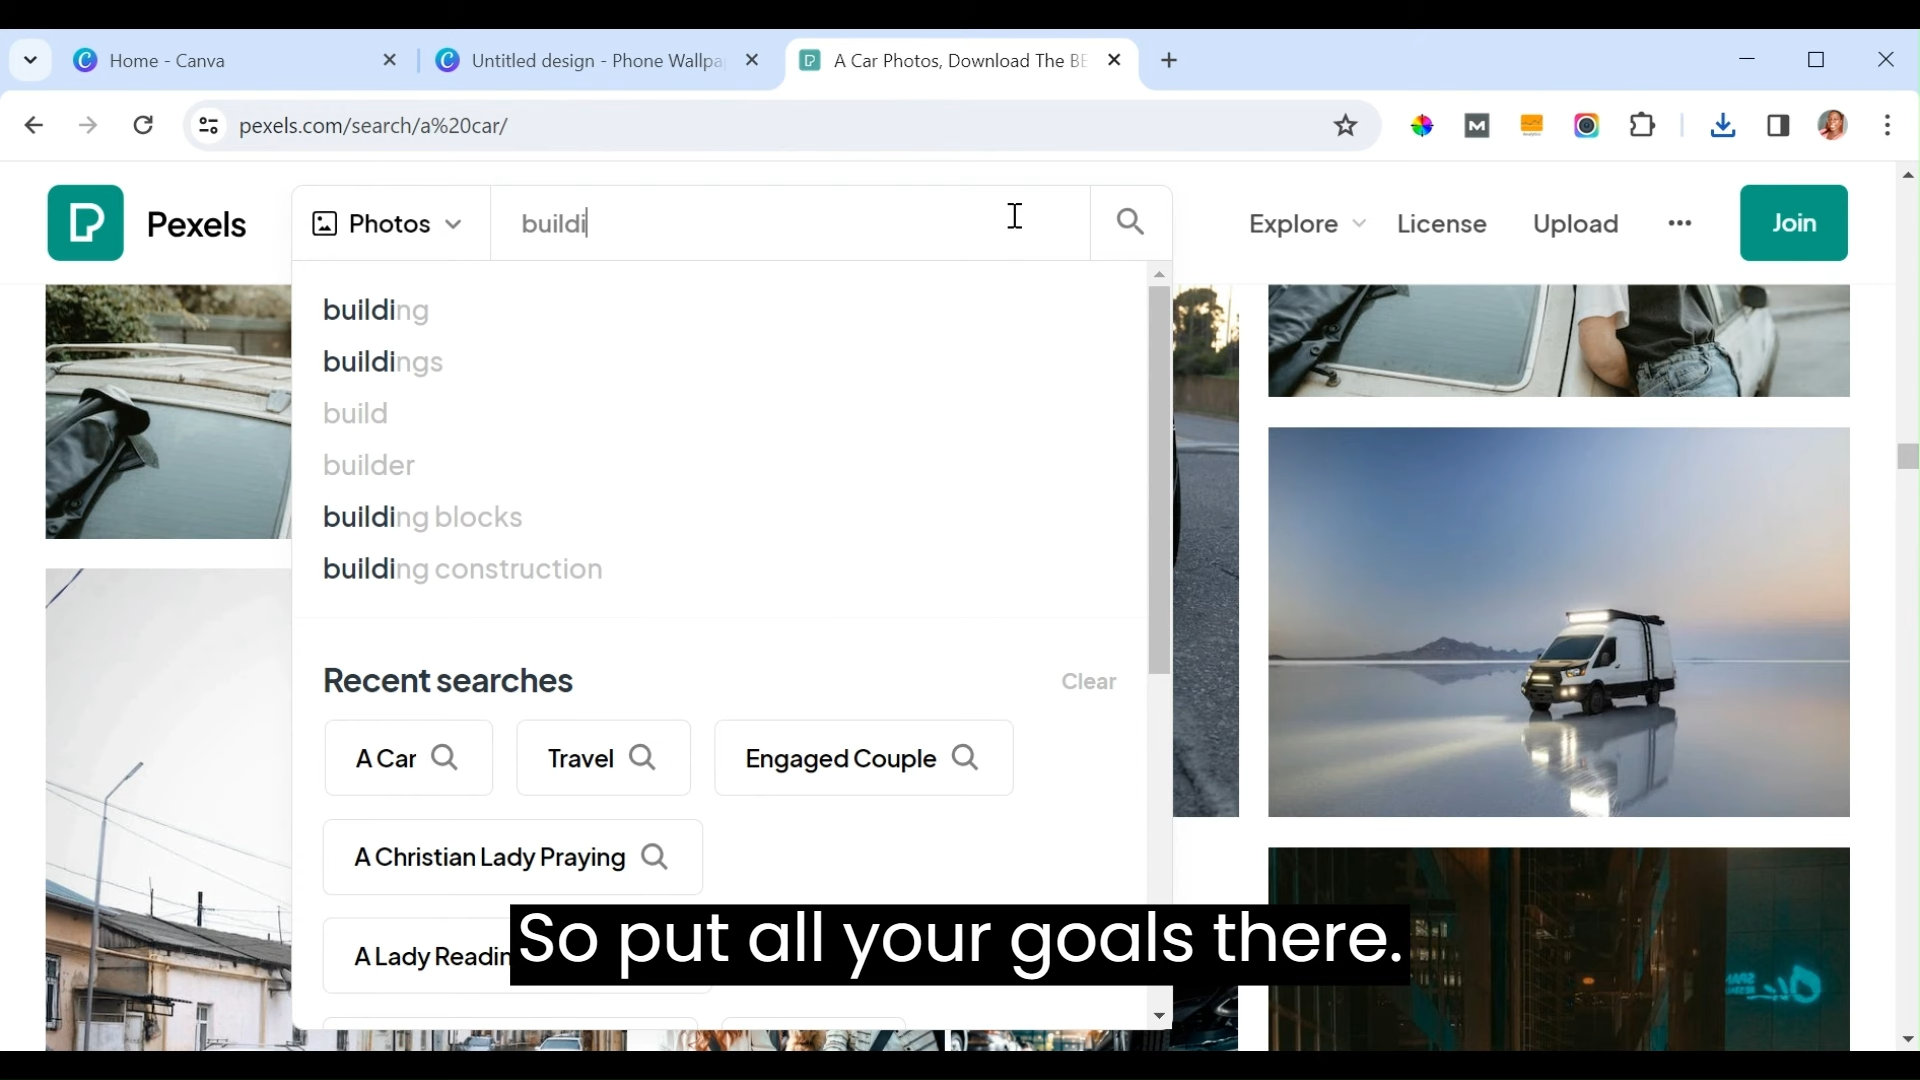 Home - Canva
Untitled design - Phone Wallpa
A Car Photos, Download The BE
pexels.com/search/a%20car/
Pexels
Photos
buildi
Explore
License
Upload
Join
building
buildings
build
builder
building blocks
building construction
Recent searches
Clear
A Car
Travel
Engaged Couple
A Christian Lady Praying
A Lady Readin
So put all your goals there.